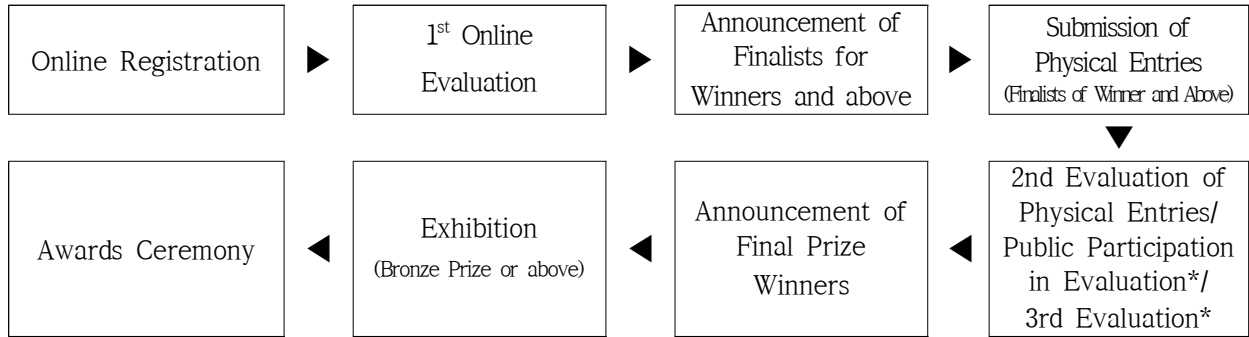 Online Registration
1st Online
Evaluation
Announcement of
Finalists for
Winners and above
Submission of
Physical Entries
(Finalists of Winner and Above)
2nd Evaluation of
Physical Entries/
Public Participation
in Evaluation*/
3rd Evaluation*
Announcement of
Final Prize
Winners
Exhibition
(Bronze Prize or above)
Awards Ceremony